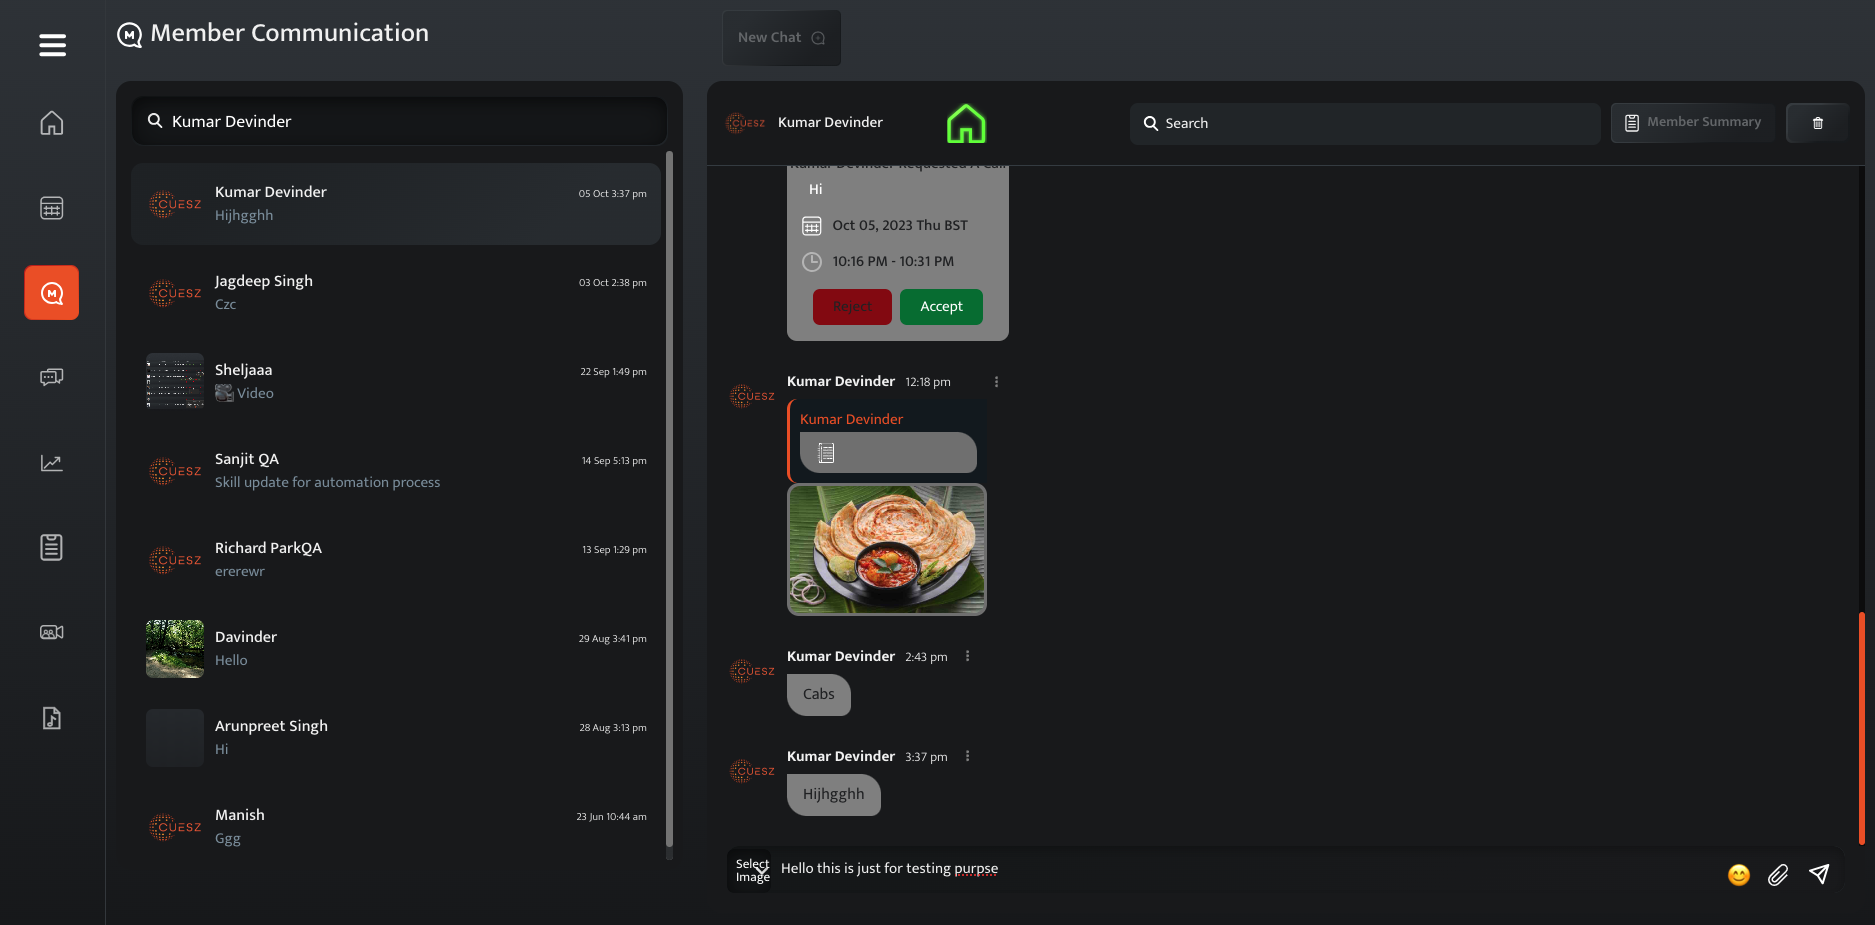 Member Communication
New Chat
Kumar Devinder
CUESZ
Kumar Devinder
05 Oct 3:37 pm
Hijhgghh
CUESZ
Jagdeep Singh
03 Oct 2:38 pm
Czc
Sheljaaa
22 Sep 1:49 pm
Video
CUESZ
Sanjit QA
14 Sep 5:13 pm
Skill update for automation process
CUESZ
Richard ParkQA
13 Sep 1:29 pm
ererewr
Davinder
29 Aug 3:41 pm
Hello
Arunpreet Singh
28 Aug 3:13 pm
Hi
CUESZ
Manish
23 Jun 10:44 am
Ggg
CUESZ
Kumar Devinder
Search
Member Summary
Kumar Devinder Requested A Call
Hi
Oct 05, 2023 Thu BST
10:16 PM - 10:31 PM
Reject
Accept
CUESZ
Kumar Devinder 12:18 pm
Kumar Devinder
CUESZ
Kumar Devinder 2:43 pm
Cabs
CUESZ
Kumar Devinder 3:37 pm
Hijhgghh
Select
Image
Hello this is just for testing purpse